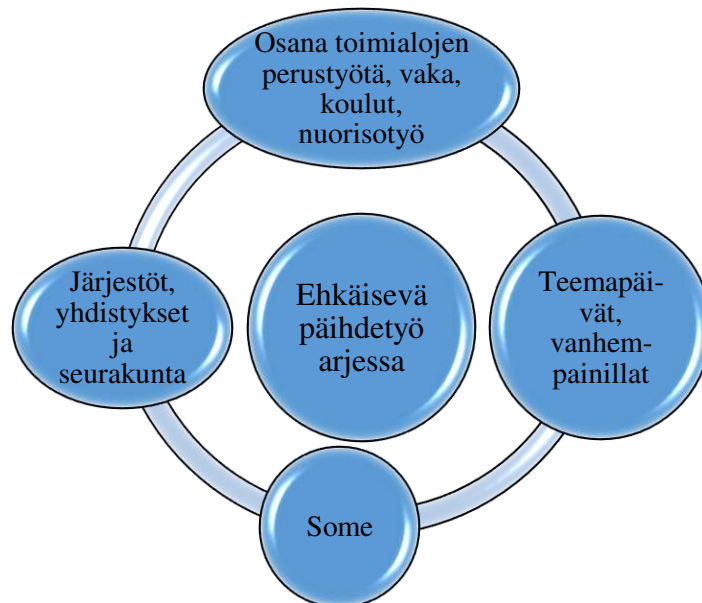 Osana toimialojen
perustyötä, vaka,
koulut,
nuorisotyö
Järjestöt,
yhdistykset
ja
seurakunta
Ehkäisevä
päihdetyö
arjessa
Teemapäi-
vät,
vanhem-
painillat
Some